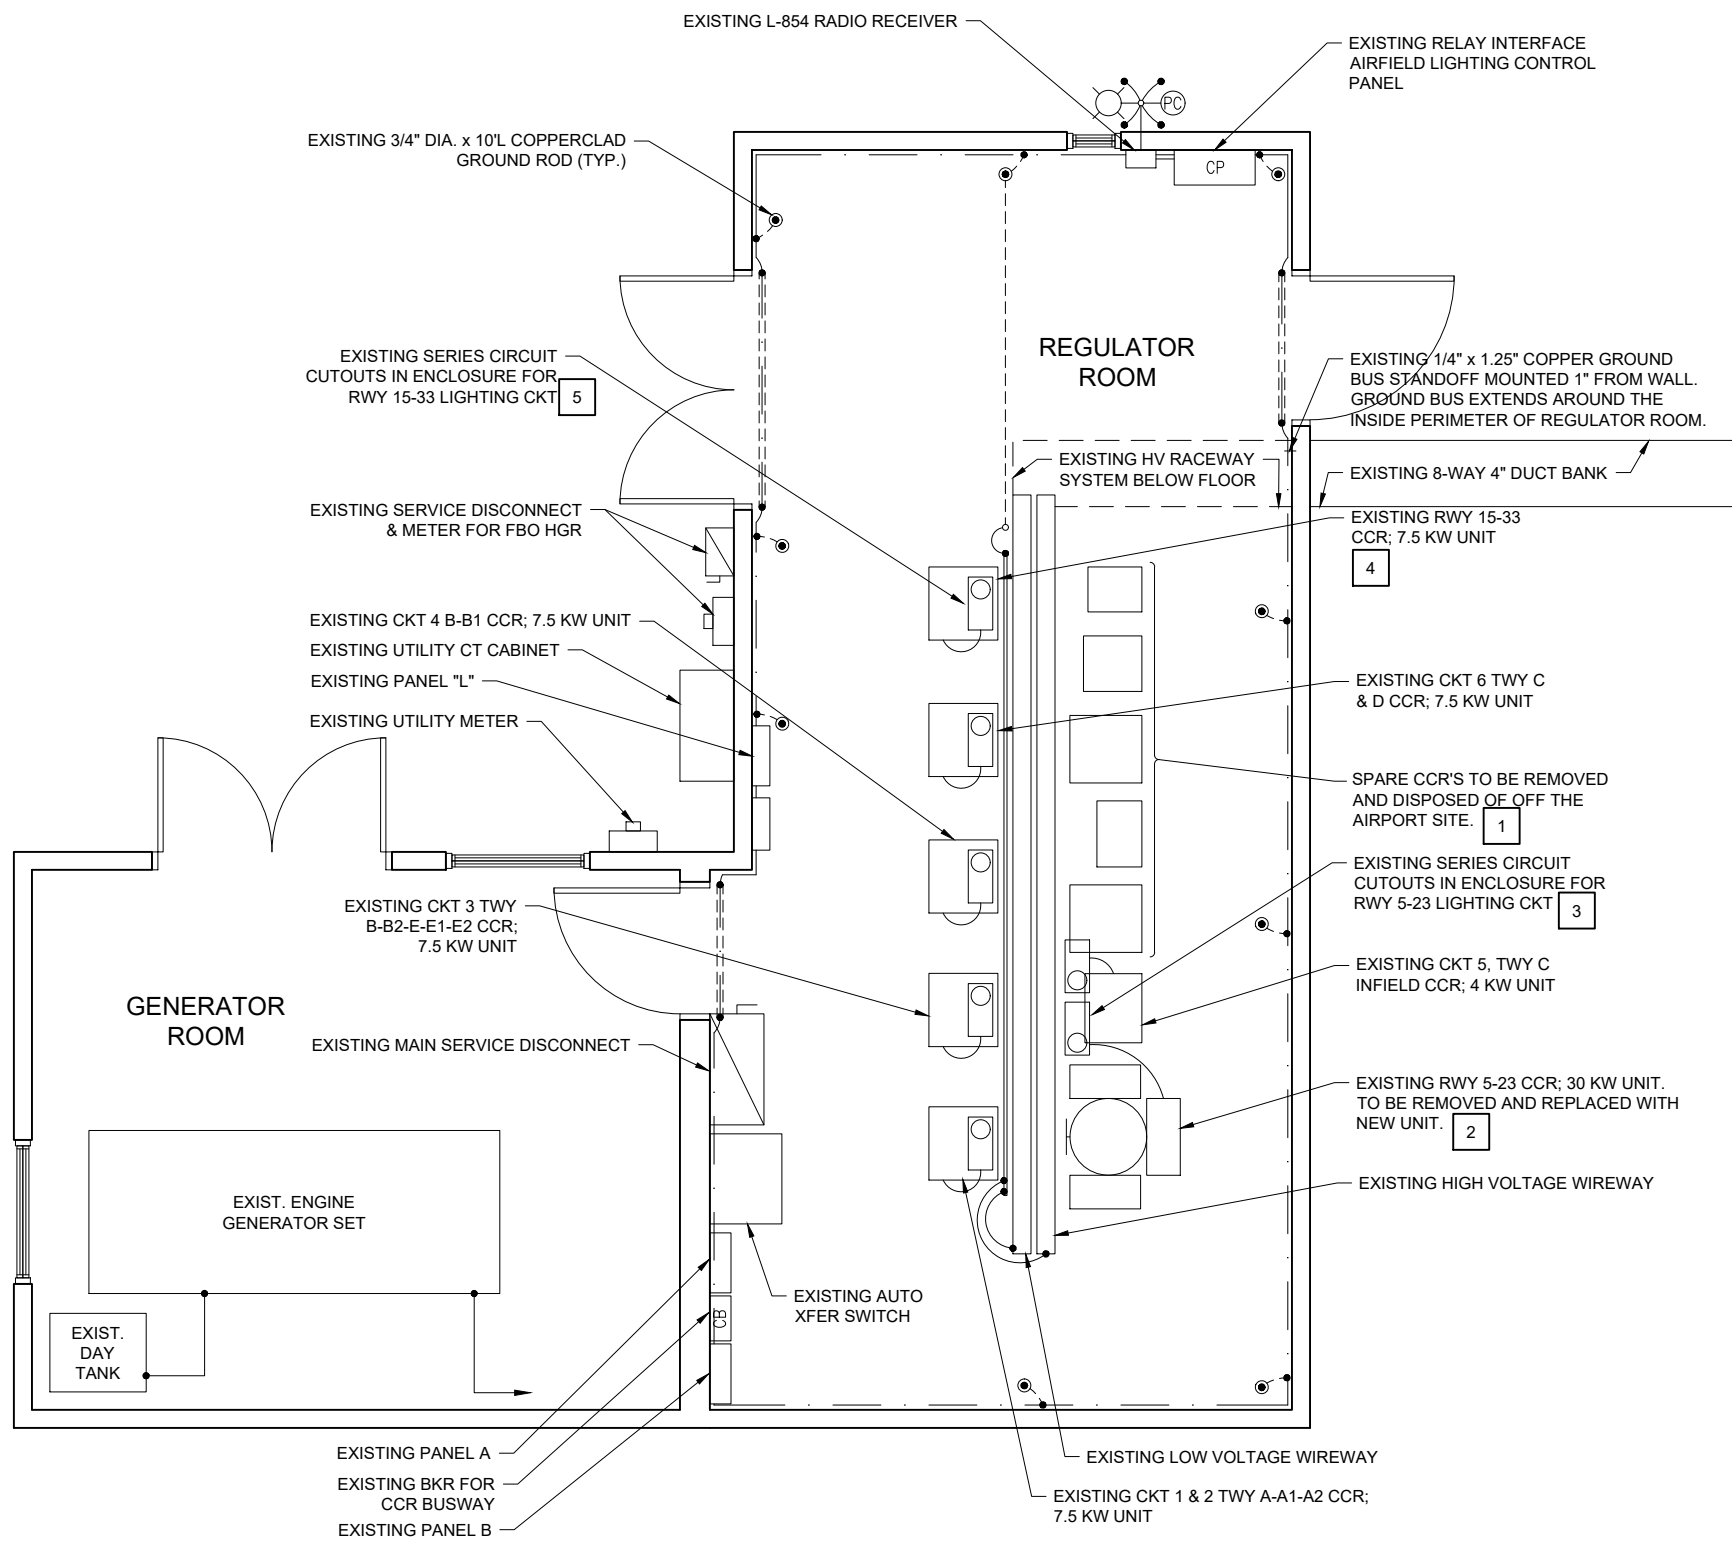 EXISTING L-854 RADIO RECEIVER
EXISTING RELAY INTERFACE
AIRFIELD LIGHTING CONTROL
PANEL
PC
EXISTING 3/4" DIA. x 10'L COPPERCLAD
GROUND ROD (TYP.)
CP
REGULATOR
ROOM
EXISTING SERIES CIRCUIT
CUTOUTS IN ENCLOSURE FOR
RWY 15-33 LIGHTING CKT
5
EXISTING 1/4" x 1.25" COPPER GROUND
BUS STANDOFF MOUNTED 1" FROM WALL.
GROUND BUS EXTENDS AROUND THE
INSIDE PERIMETER OF REGULATOR ROOM.
EXISTING HV RACEWAY
SYSTEM BELOW FLOOR
EXISTING 8-WAY 4" DUCT BANK
EXISTING SERVICE DISCONNECT
& METER FOR FBO HGR
EXISTING RWY 15-33
CCR; 7.5 KW UNIT
4
EXISTING CKT 4 B-B1 CCR; 7.5 KW UNIT
EXISTING UTILITY CT CABINET
EXISTING PANEL "L"
EXISTING UTILITY METER
EXISTING CKT 6 TWY C
& D CCR; 7.5 KW UNIT
SPARE CCR'S TO BE REMOVED
AND DISPOSED OF OFF THE
AIRPORT SITE.
1
EXISTING SERIES CIRCUIT
CUTOUTS IN ENCLOSURE FOR
RWY 5-23 LIGHTING CKT
3
EXISTING CKT 3 TWY
B-B2-E-E1-E2 CCR;
7.5 KW UNIT
EXISTING CKT 5, TWY C
INFIELD CCR; 4 KW UNIT
GENERATOR
ROOM
EXISTING MAIN SERVICE DISCONNECT
EXISTING RWY 5-23 CCR; 30 KW UNIT.
TO BE REMOVED AND REPLACED WITH
NEW UNIT.
2
EXISTING HIGH VOLTAGE WIREWAY
EXIST. ENGINE
GENERATOR SET
EXISTING AUTO
XFER SWITCH
CB
EXIST.
DAY
TANK
EXISTING PANEL A
EXISTING BKR FOR
CCR BUSWAY
EXISTING PANEL B
EXISTING LOW VOLTAGE WIREWAY
EXISTING CKT 1 & 2 TWY A-A1-A2 CCR;
7.5 KW UNIT